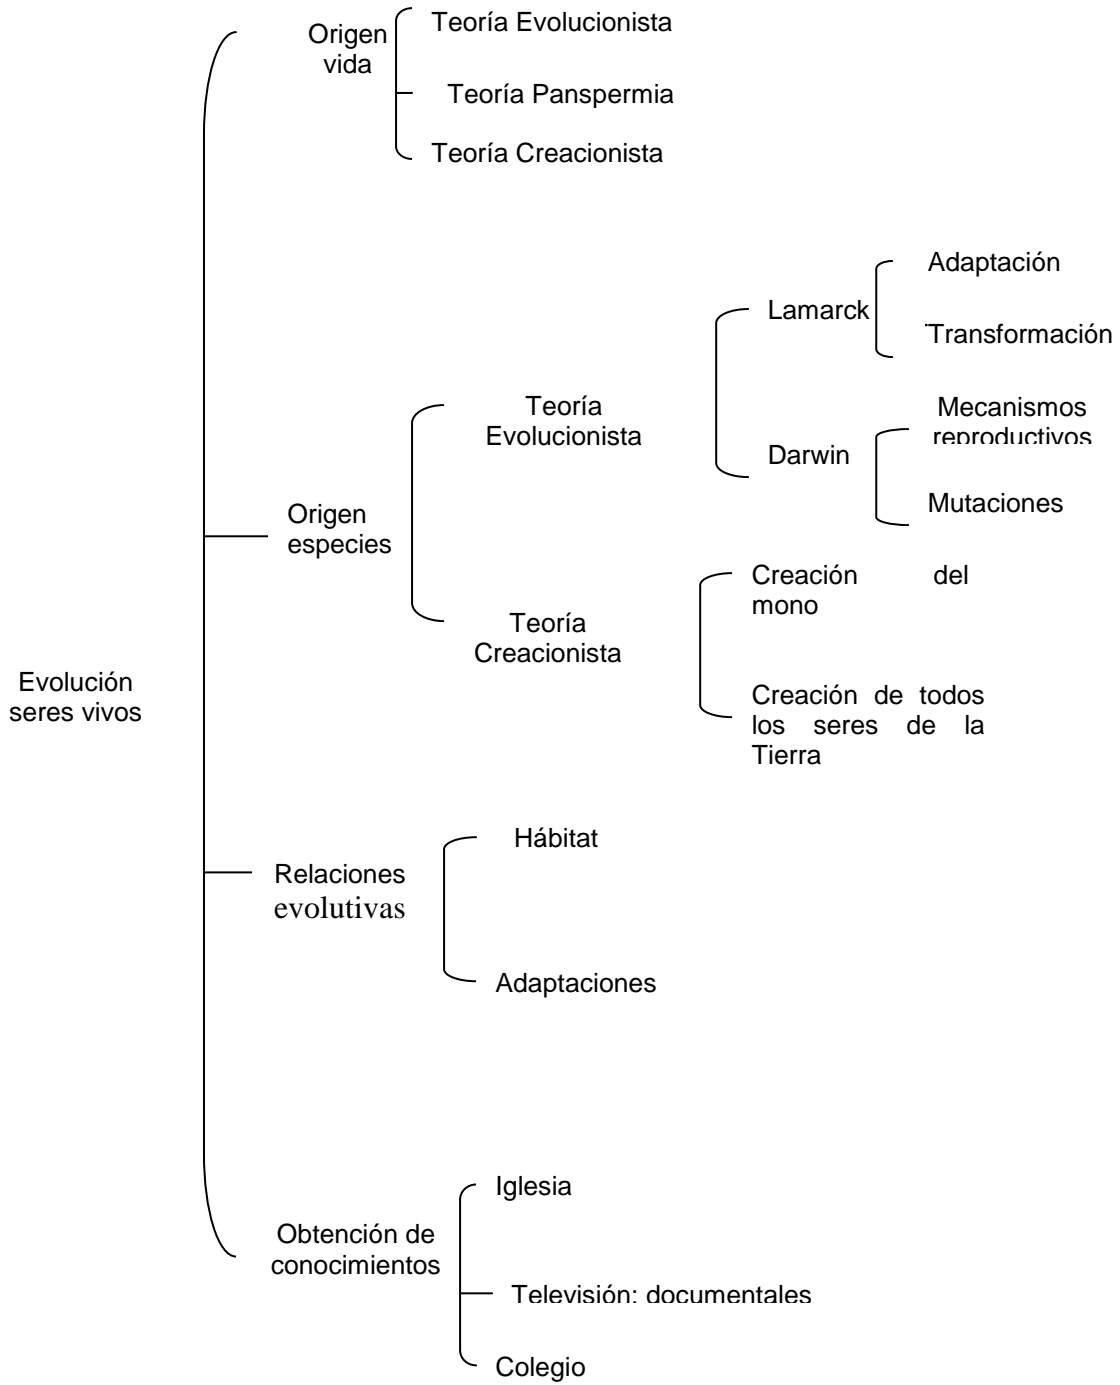 Origen
vida
Teoría Evolucionista
Teoría Panspermia
Teoría Creacionista
Adaptación
Lamarck
Transformación
Teoría
Evolucionista
Mecanismos
reproductivos
Darwin
Mutaciones
Origen
especies
Creación del
mono
Teoría
Creacionista
Creación de todos
los seres de la
Tierra
Evolución
seres vivos
Hábitat
Relaciones
evolutivas
Adaptaciones
Iglesia
Obtención de
conocimientos
Televisión: documentales
Colegio